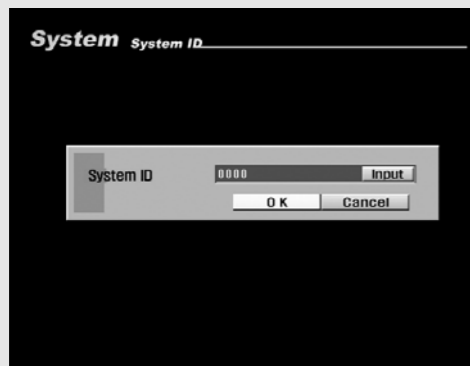 System System ID
System ID 0000 Input
OK Cancel